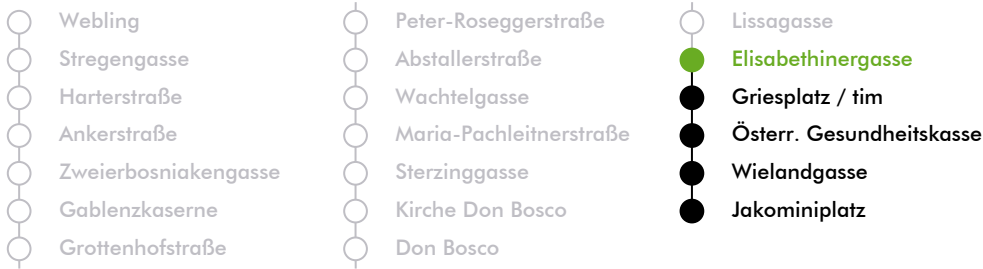 Webling
Stregengasse
Harterstraße
Ankerstraße
Zweierbosniakengasse
Gablenzkaserne
Grottenhofstraße
Peter-Roseggerstraße
Abstallerstraße
Wachtelgasse
Maria-Pachleitnerstraße
Sterzinggasse
Kirche Don Bosco
Don Bosco
Lissagasse
Elisabethinergasse
Griesplatz / tim
Österr. Gesundheitskasse
Wielandgasse
Jakominiplatz